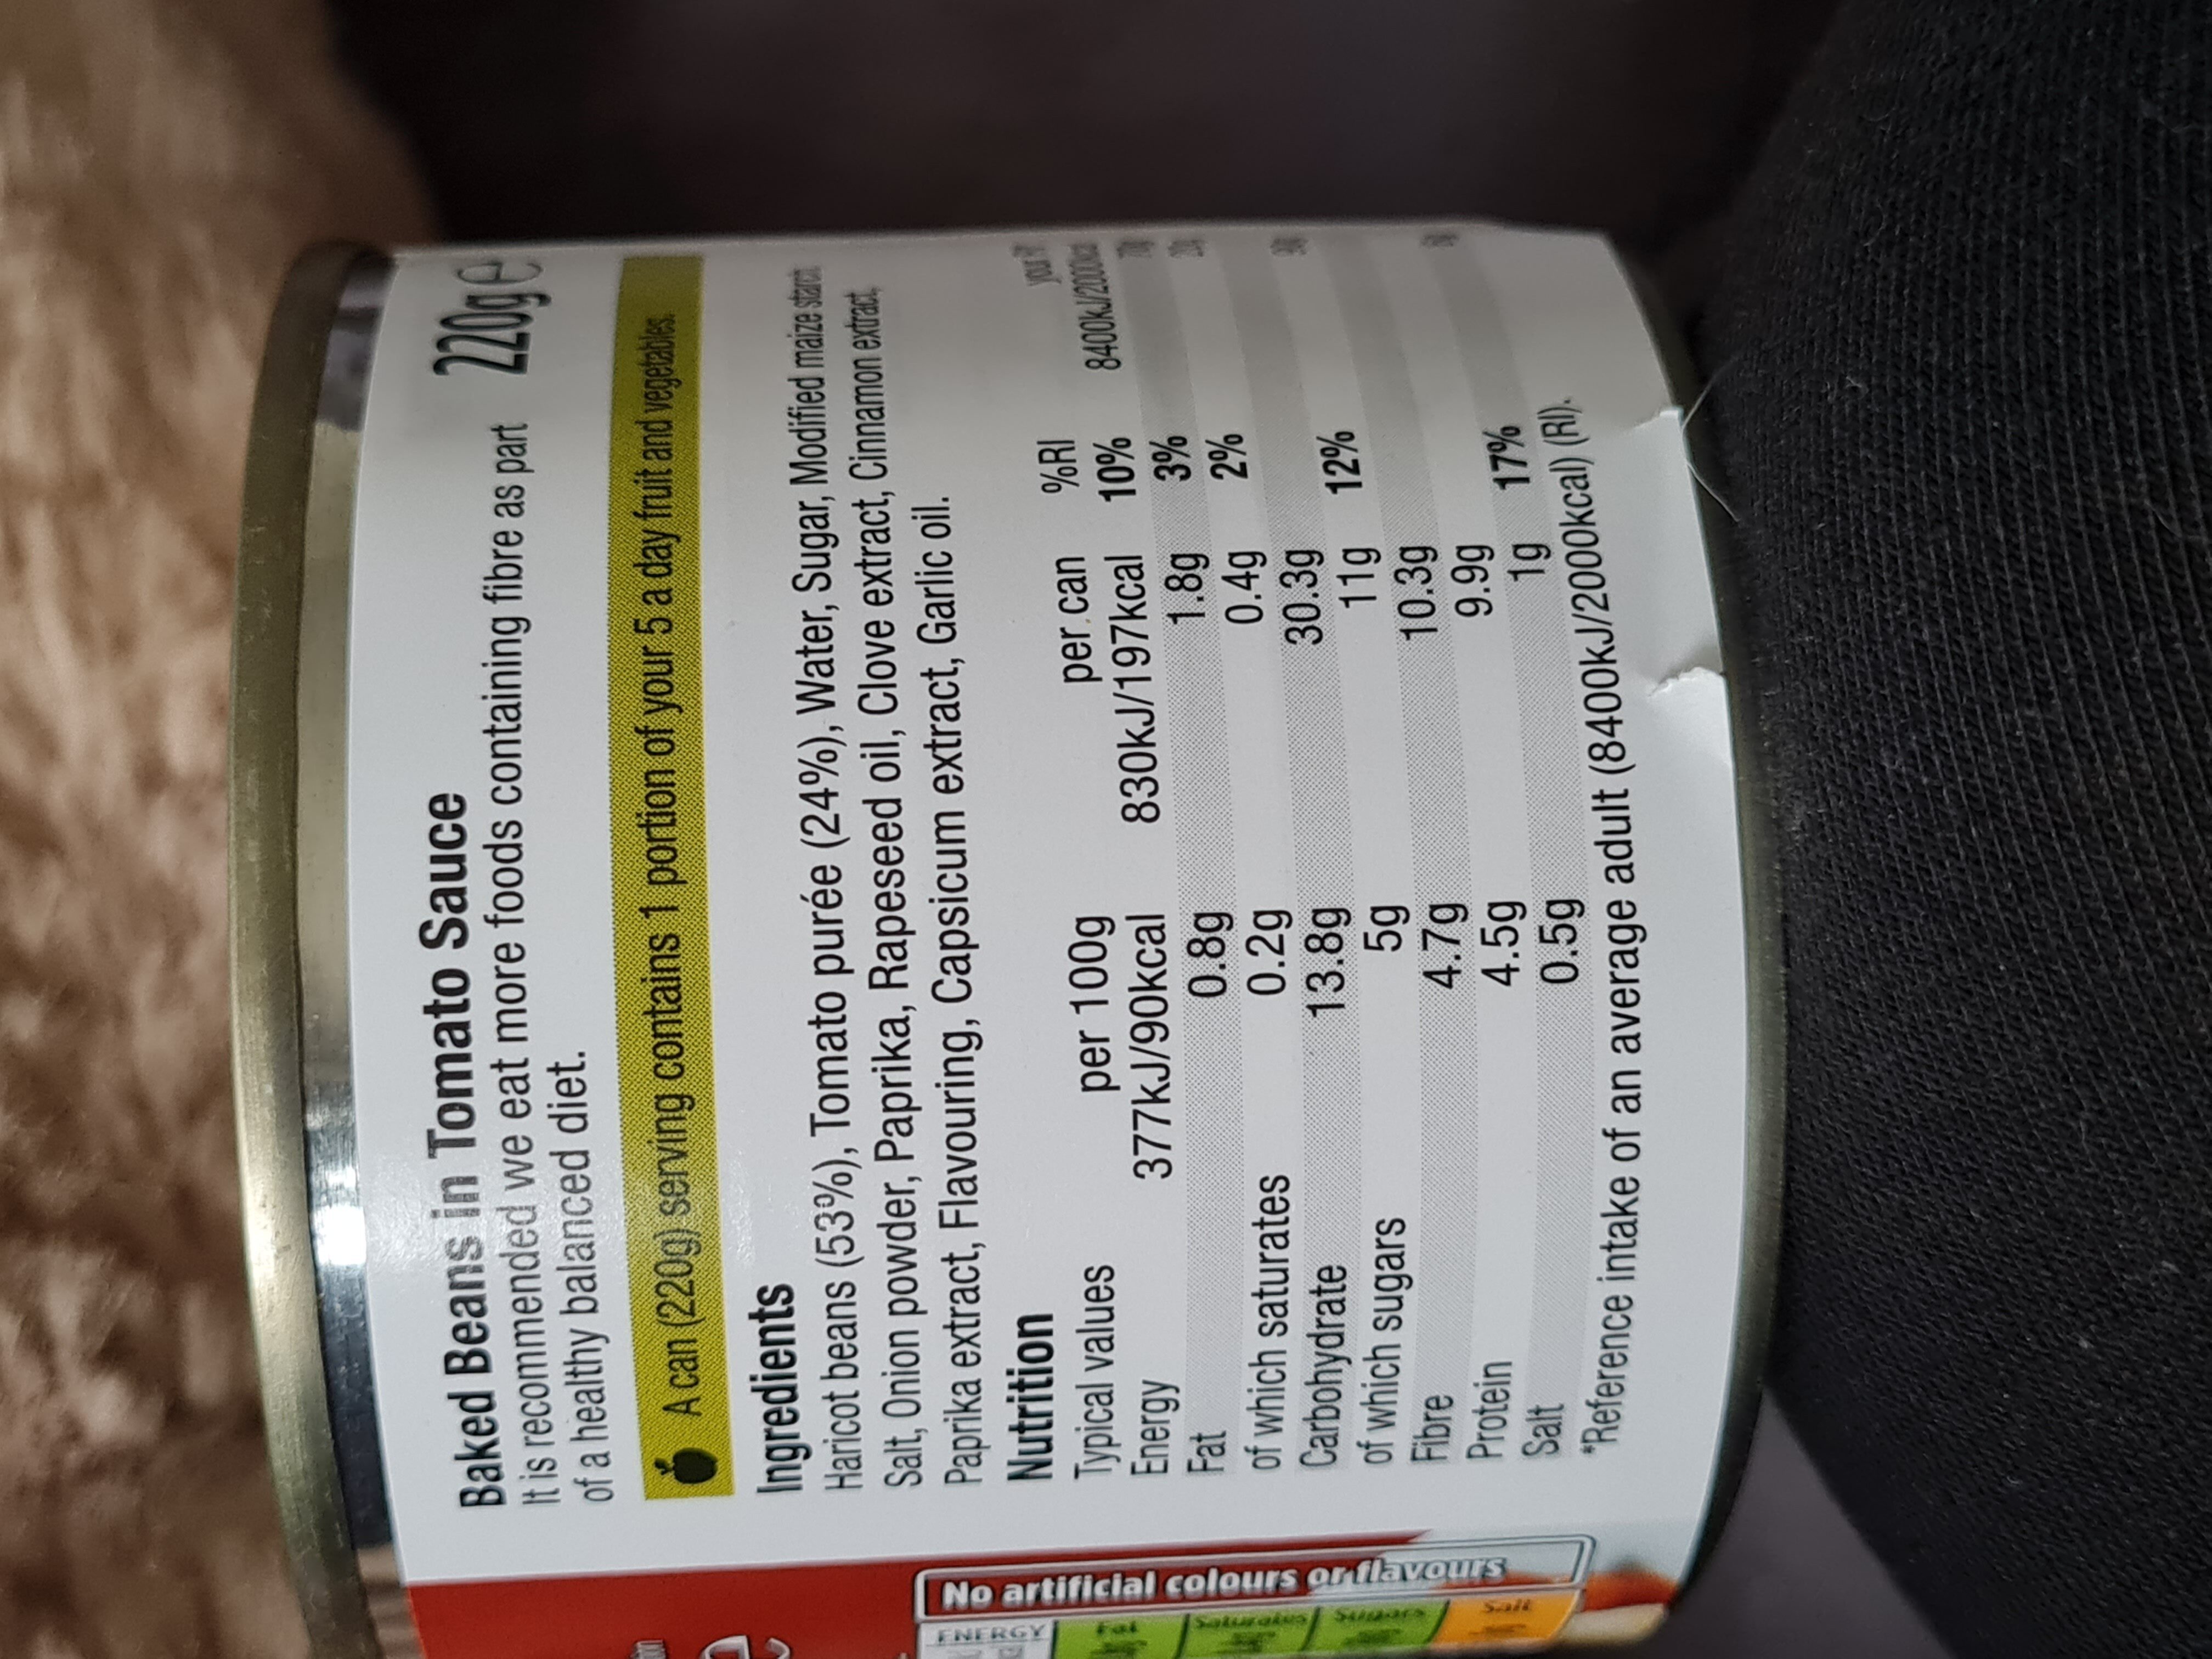 Baked Beans in Tomato Sauce 220g e
It is recommended we eat more foods containing fibre as part
of a healthy balanced diet.
A can (220g) serving contains 1 portion of your 5 a day fruit and vegetables.
Ingredients
Haricot beans (53%), Tomato purée (24%), Water, Sugar, Modified maize starch
Salt, Onion powder, Paprika, Rapeseed oil, Clove extract, Cinnamon extract,
Paprika extract, Flavouring, Capsicum extract, Garlic oil.
Nutrition
Typical values per 100g per can %RI your
Energy 377kJ/90kcal 830kJ/197kcal 10% 8400kJ/2000kcal
Fat 0.8g 1.8g 3% 70g
of which saturates 0.2g 0.4g 2% 20g
Carbohydrate 13.8g 30.3g
of which sugars 5g 11g 12% 90g
Fibre 4.7g 10.3g
Protein 4.5g 9.9g
Salt 0.5g 1g 17% 6g
*Reference intake of an average adult (8400kJ/2000kcal) (RI).
No artificial colours or flavours
ENERGY Fat Saturates Sugars Salt